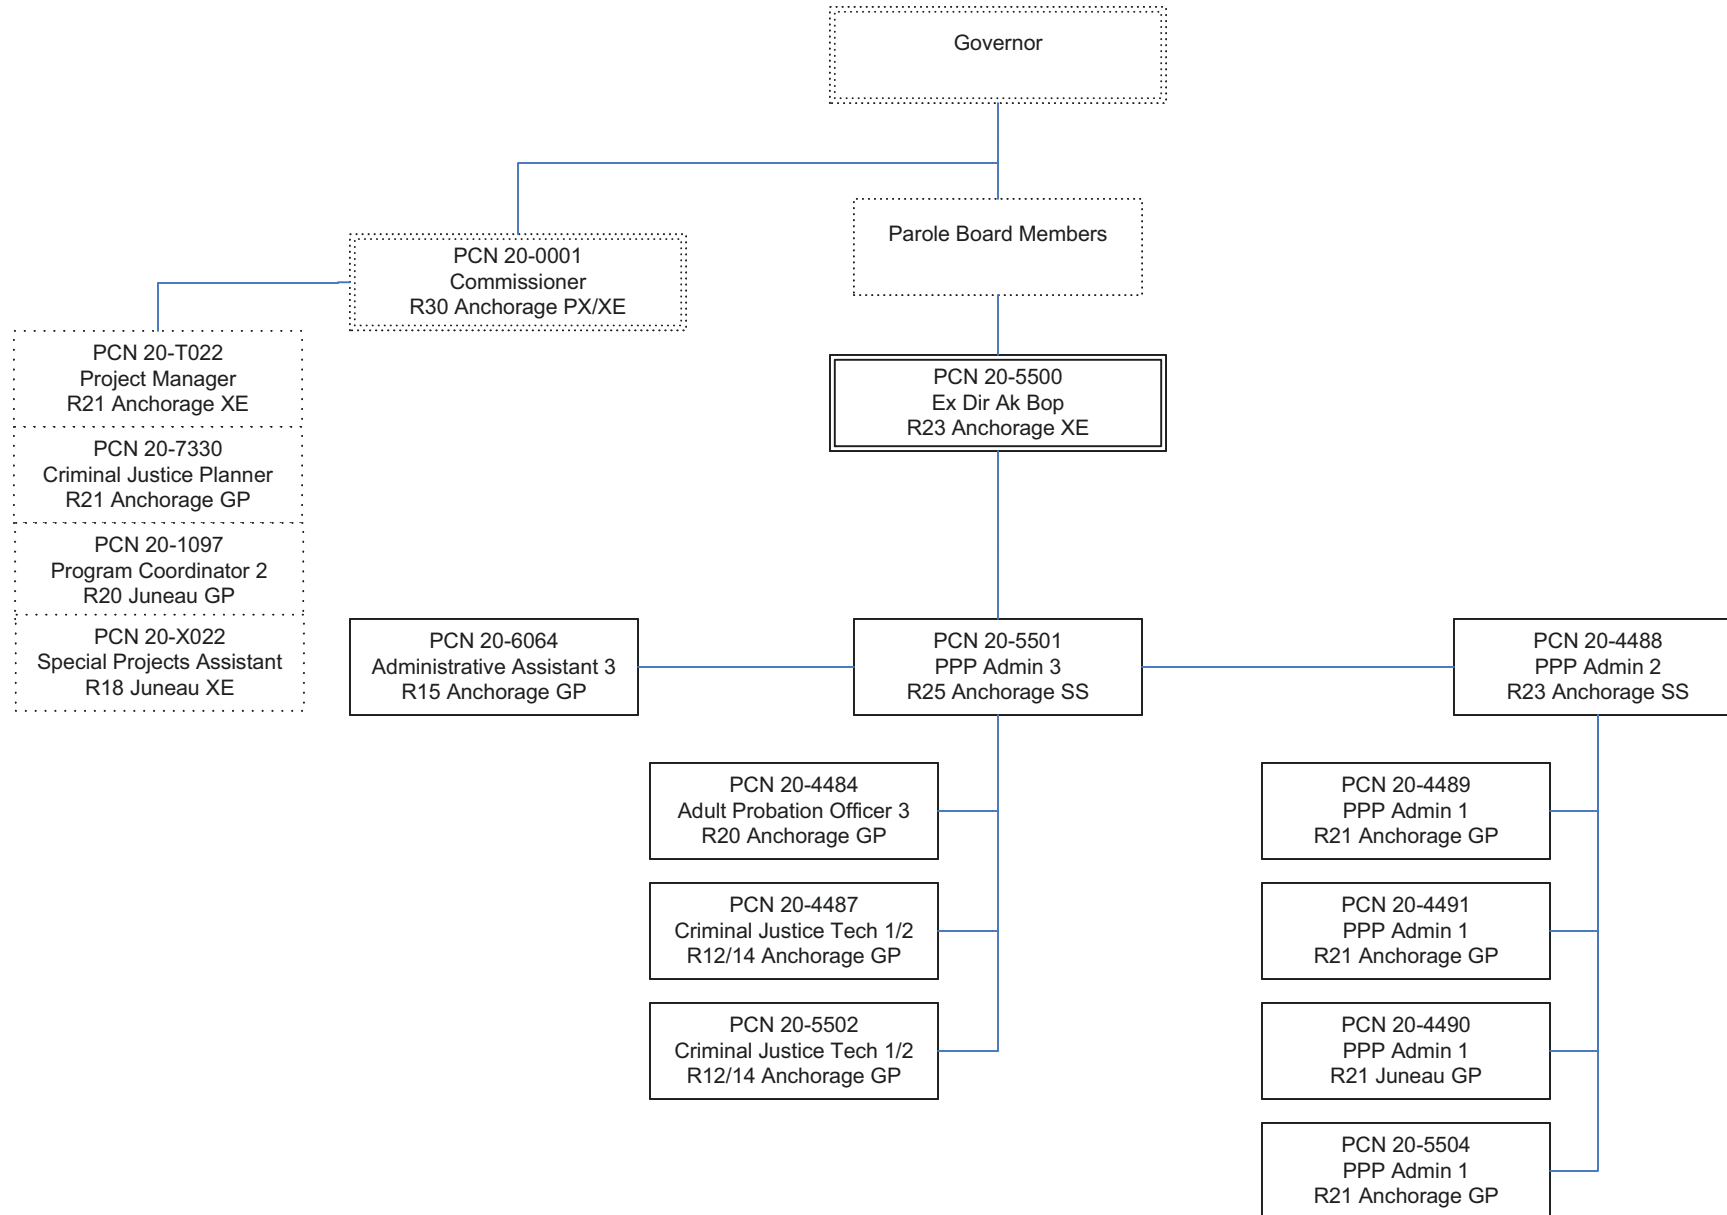 Governor
Parole Board Members
PCN 20-0001
Commissioner
R30 Anchorage PX/XE
PCN 20-T022
Project Manager
R21 Anchorage XE
PCN 20-7330
Criminal Justice Planner
R21 Anchorage GP
PCN 20-1097
Program Coordinator 2
R20 Juneau GP
PCN 20-X022
Special Projects Assistant
R18 Juneau XE
PCN 20-5500
Ex Dir Ak Bop
R23 Anchorage XE
PCN 20-6064
Administrative Assistant 3
R15 Anchorage GP
PCN 20-5501
PPP Admin 3
R25 Anchorage SS
PCN 20-4488
PPP Admin 2
R23 Anchorage SS
PCN 20-4484
Adult Probation Officer 3
R20 Anchorage GP
PCN 20-4487
Criminal Justice Tech 1/2
R12/14 Anchorage GP
PCN 20-5502
Criminal Justice Tech 1/2
R12/14 Anchorage GP
PCN 20-4489
PPP Admin 1
R21 Anchorage GP
PCN 20-4491
PPP Admin 1
R21 Anchorage GP
PCN 20-4490
PPP Admin 1
R21 Juneau GP
PCN 20-5504
PPP Admin 1
R21 Anchorage GP